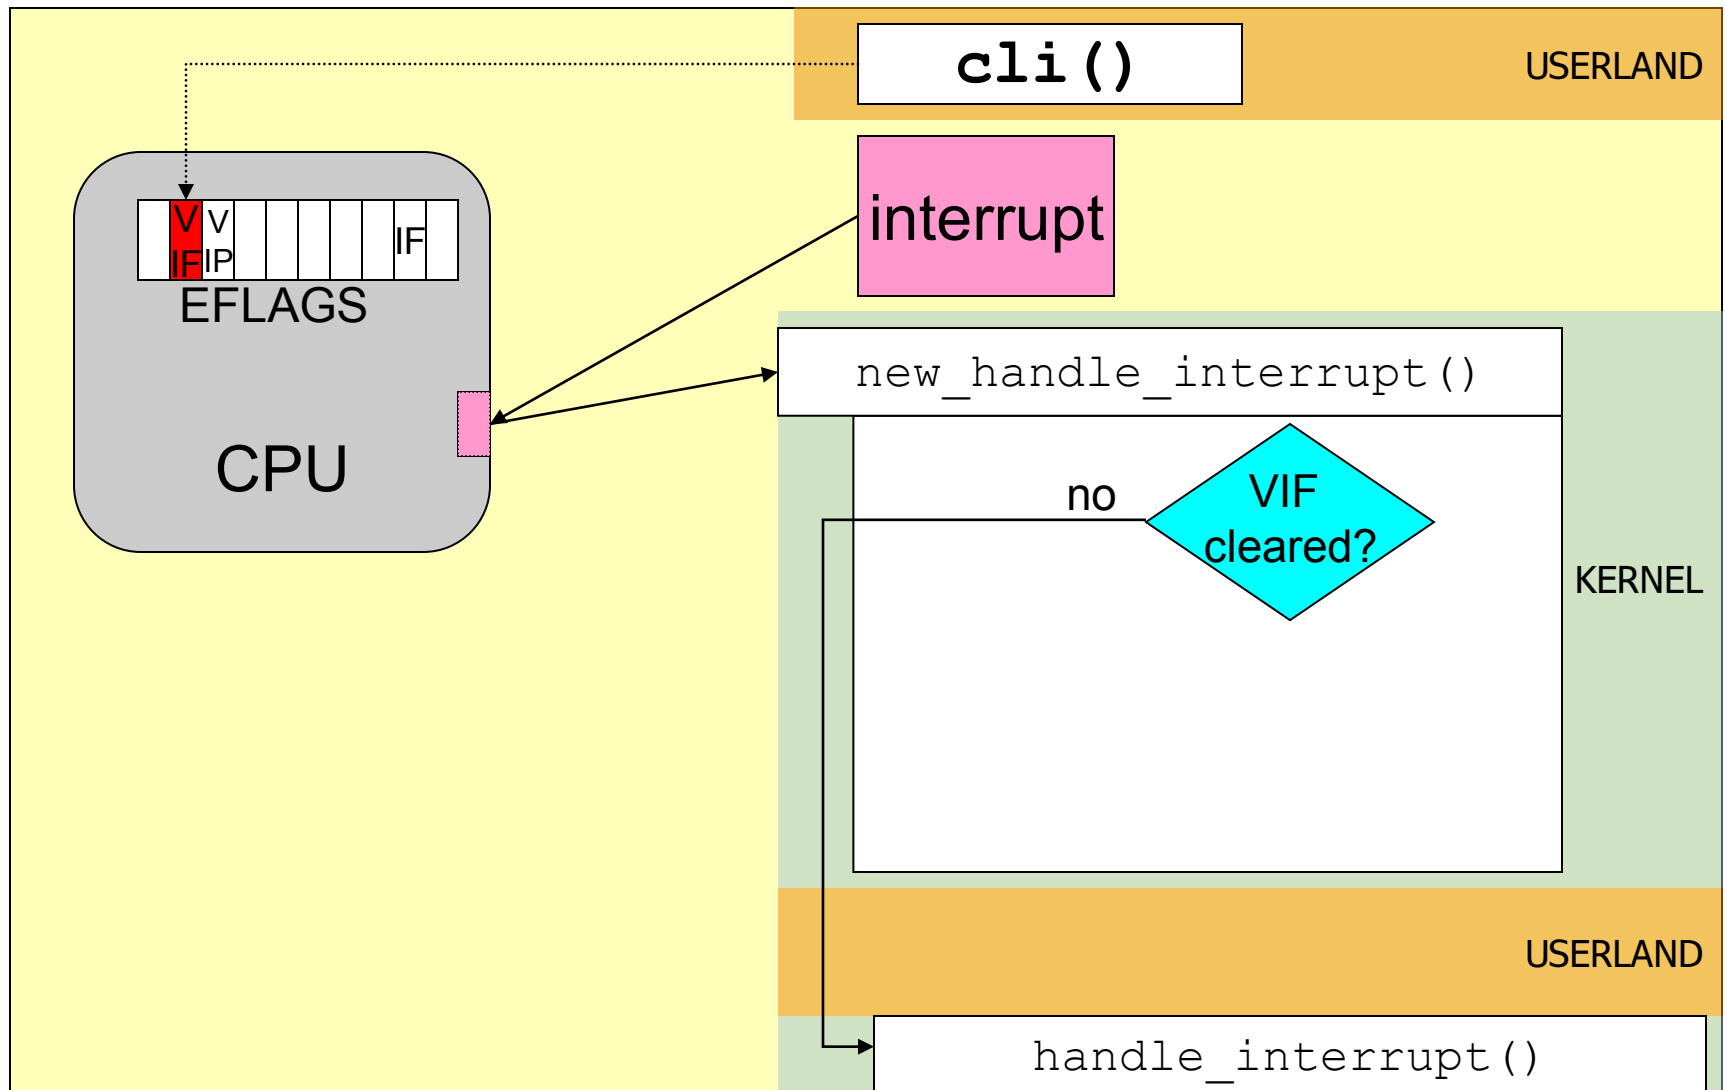 cli()
USERLAND
interrupt
V
IF
V
IP
IF
EFLAGS
CPU
new_handle_interrupt()
no
VIF
cleared?
KERNEL
USERLAND
handle_interrupt()